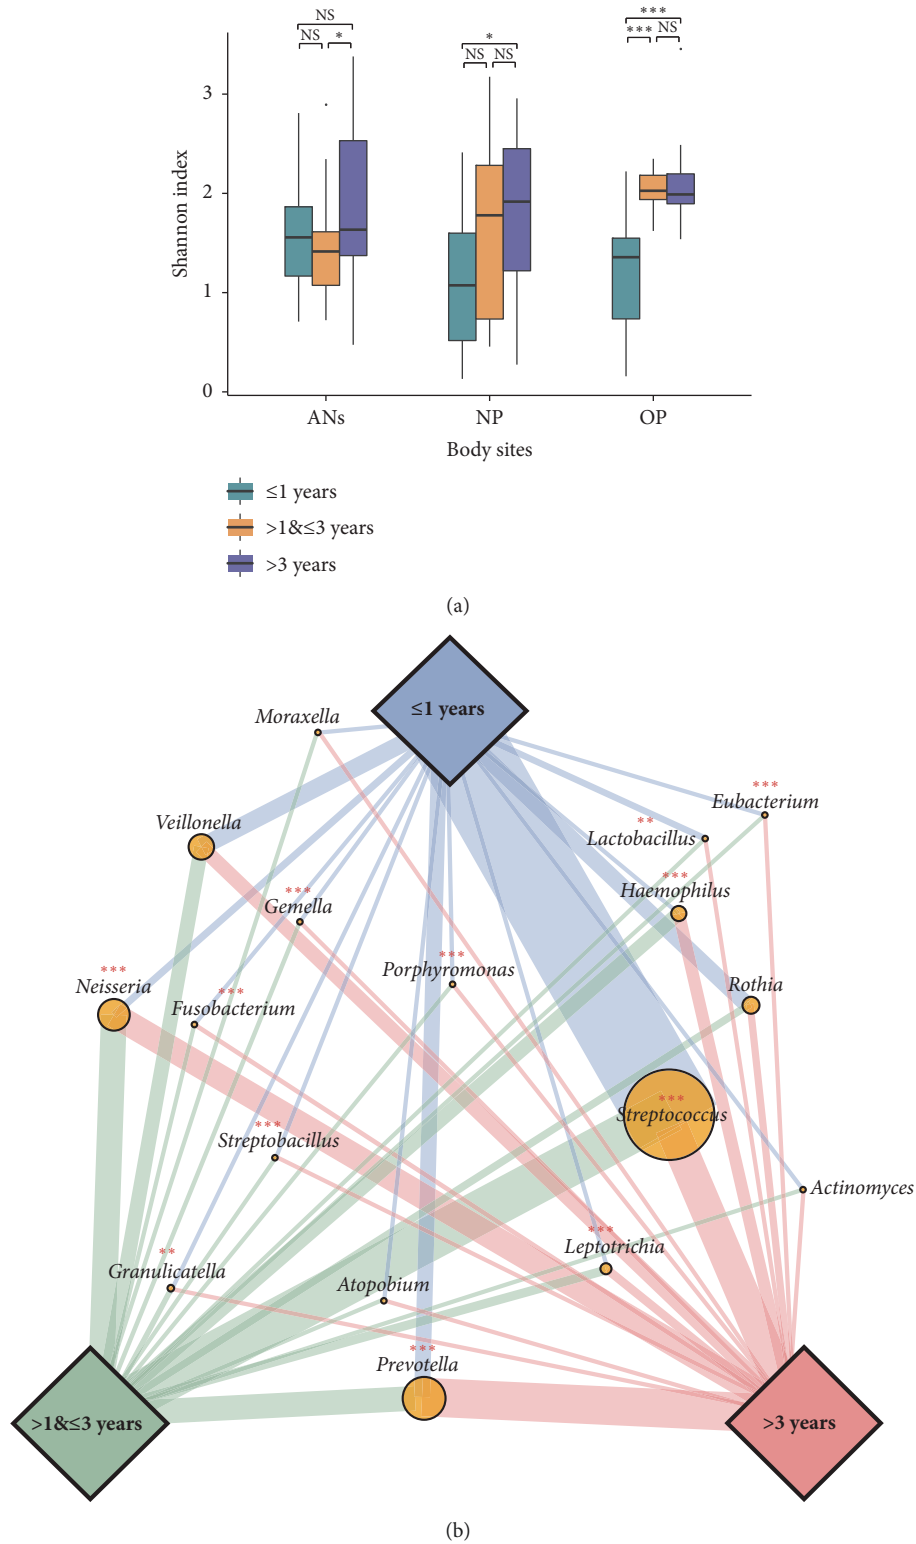 NS
NS
*
*
NS
NS
***
***
NS
Shannon index
3
2
1
0
ANs
NP
OP
Body sites
≤1 years
>1&≤3 years
>3 years
(a)
≤1 years
Moraxella
***
Eubacterium
Veillonella
**
Lactobacillus
***
Haemophilus
***
Gemella
***
Porphyromonas
***
Neisseria
Rothia
***
Fusobacterium
***
Streptococcus
***
Streptobacillus
Actinomyces
***
Leptotrichia
**
Granulicatella
Atopobium
***
Prevotella
>1&≤3 years
>3 years
(b)